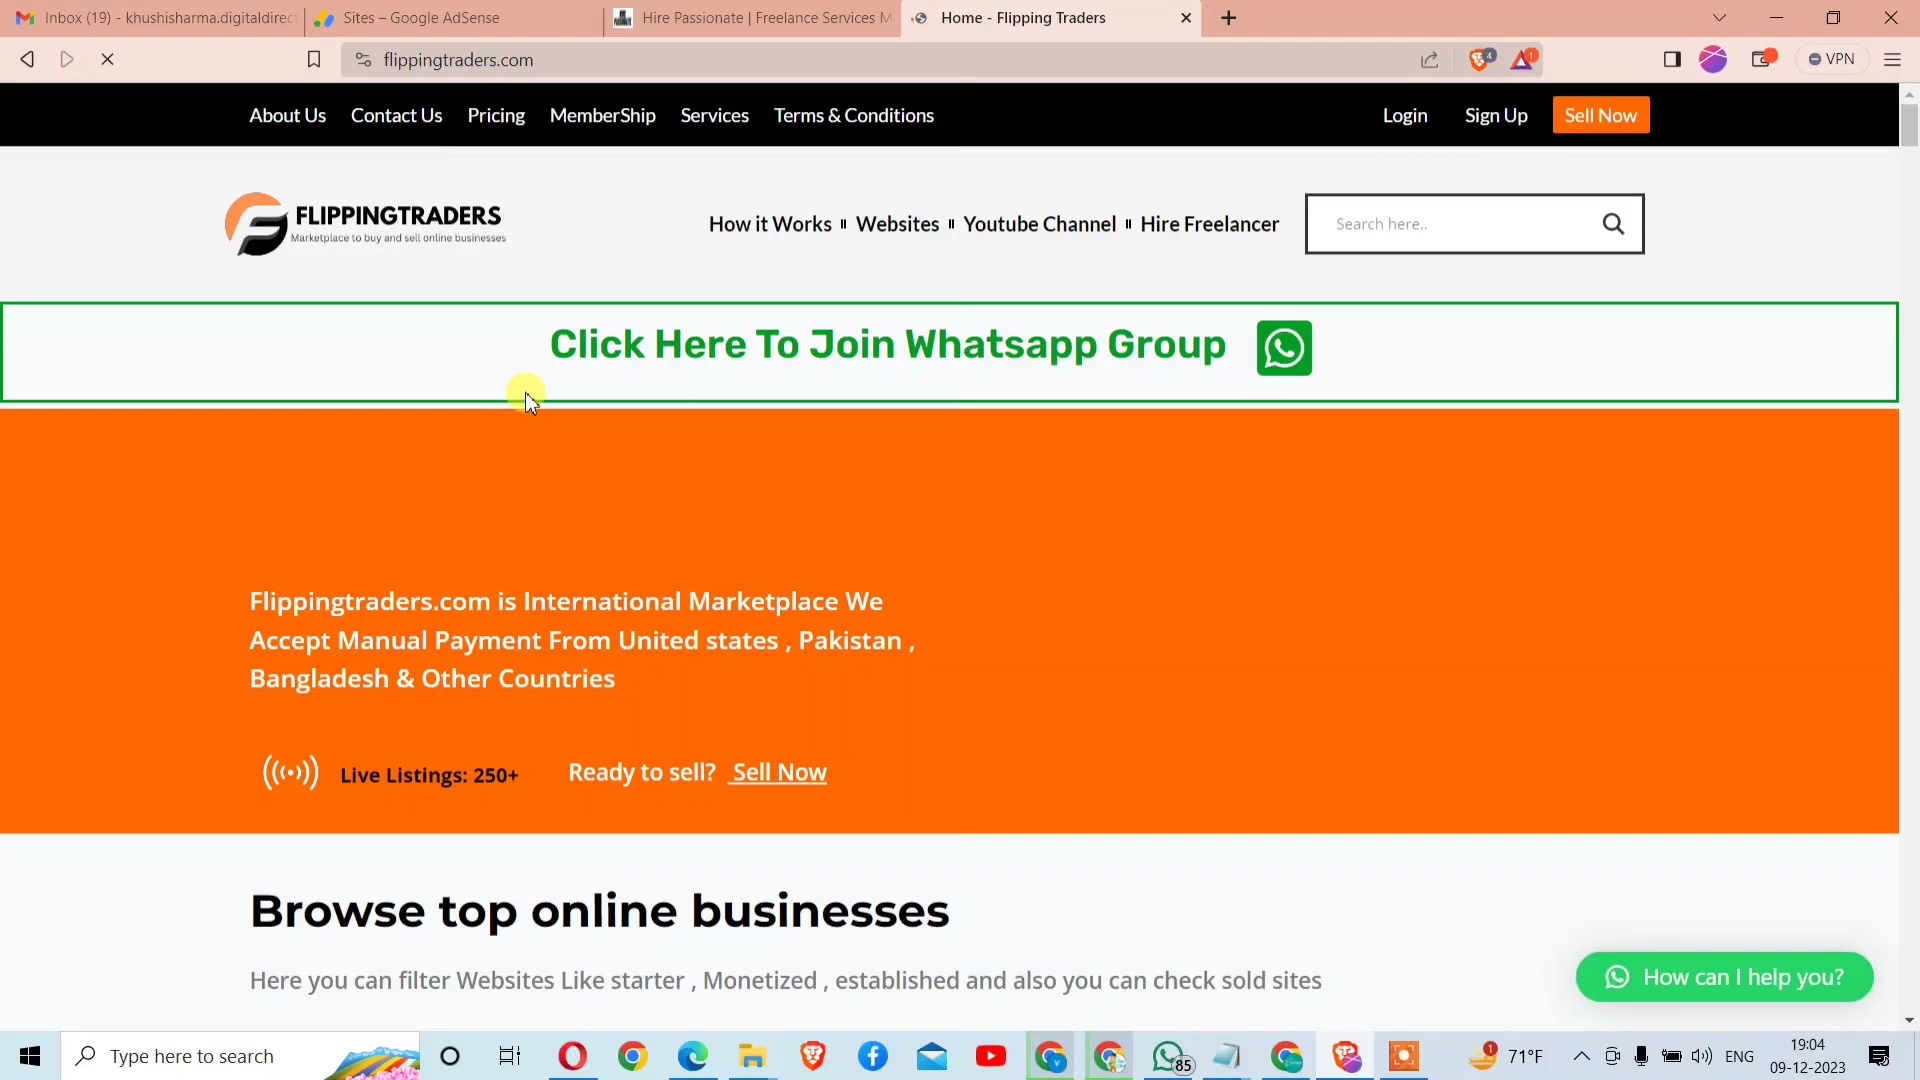 Inbox (19) - khushisharma.digitaldirect
Sites – Google AdSense
Hire Passionate | Freelance Services M
Home - Flipping Traders
flippingtraders.com
4
1
VPN
About Us Contact Us Pricing MemberShip Services Terms & Conditions
Login Sign Up Sell Now
FLIPPINGTRADERS
Marketplace to buy and sell online businesses
How it Works Websites Youtube Channel Hire Freelancer
Search here..
Click Here To Join Whatsapp Group
Flippingtraders.com is International Marketplace We
Accept Manual Payment From United states , Pakistan ,
Bangladesh & Other Countries
Live Listings: 250+ Ready to sell? Sell Now
Browse top online businesses
Here you can filter Websites Like starter , Monetized , established and also you can check sold sites
How can I help you?
Type here to search
85
1
71°F
ENG
19:04
09-12-2023